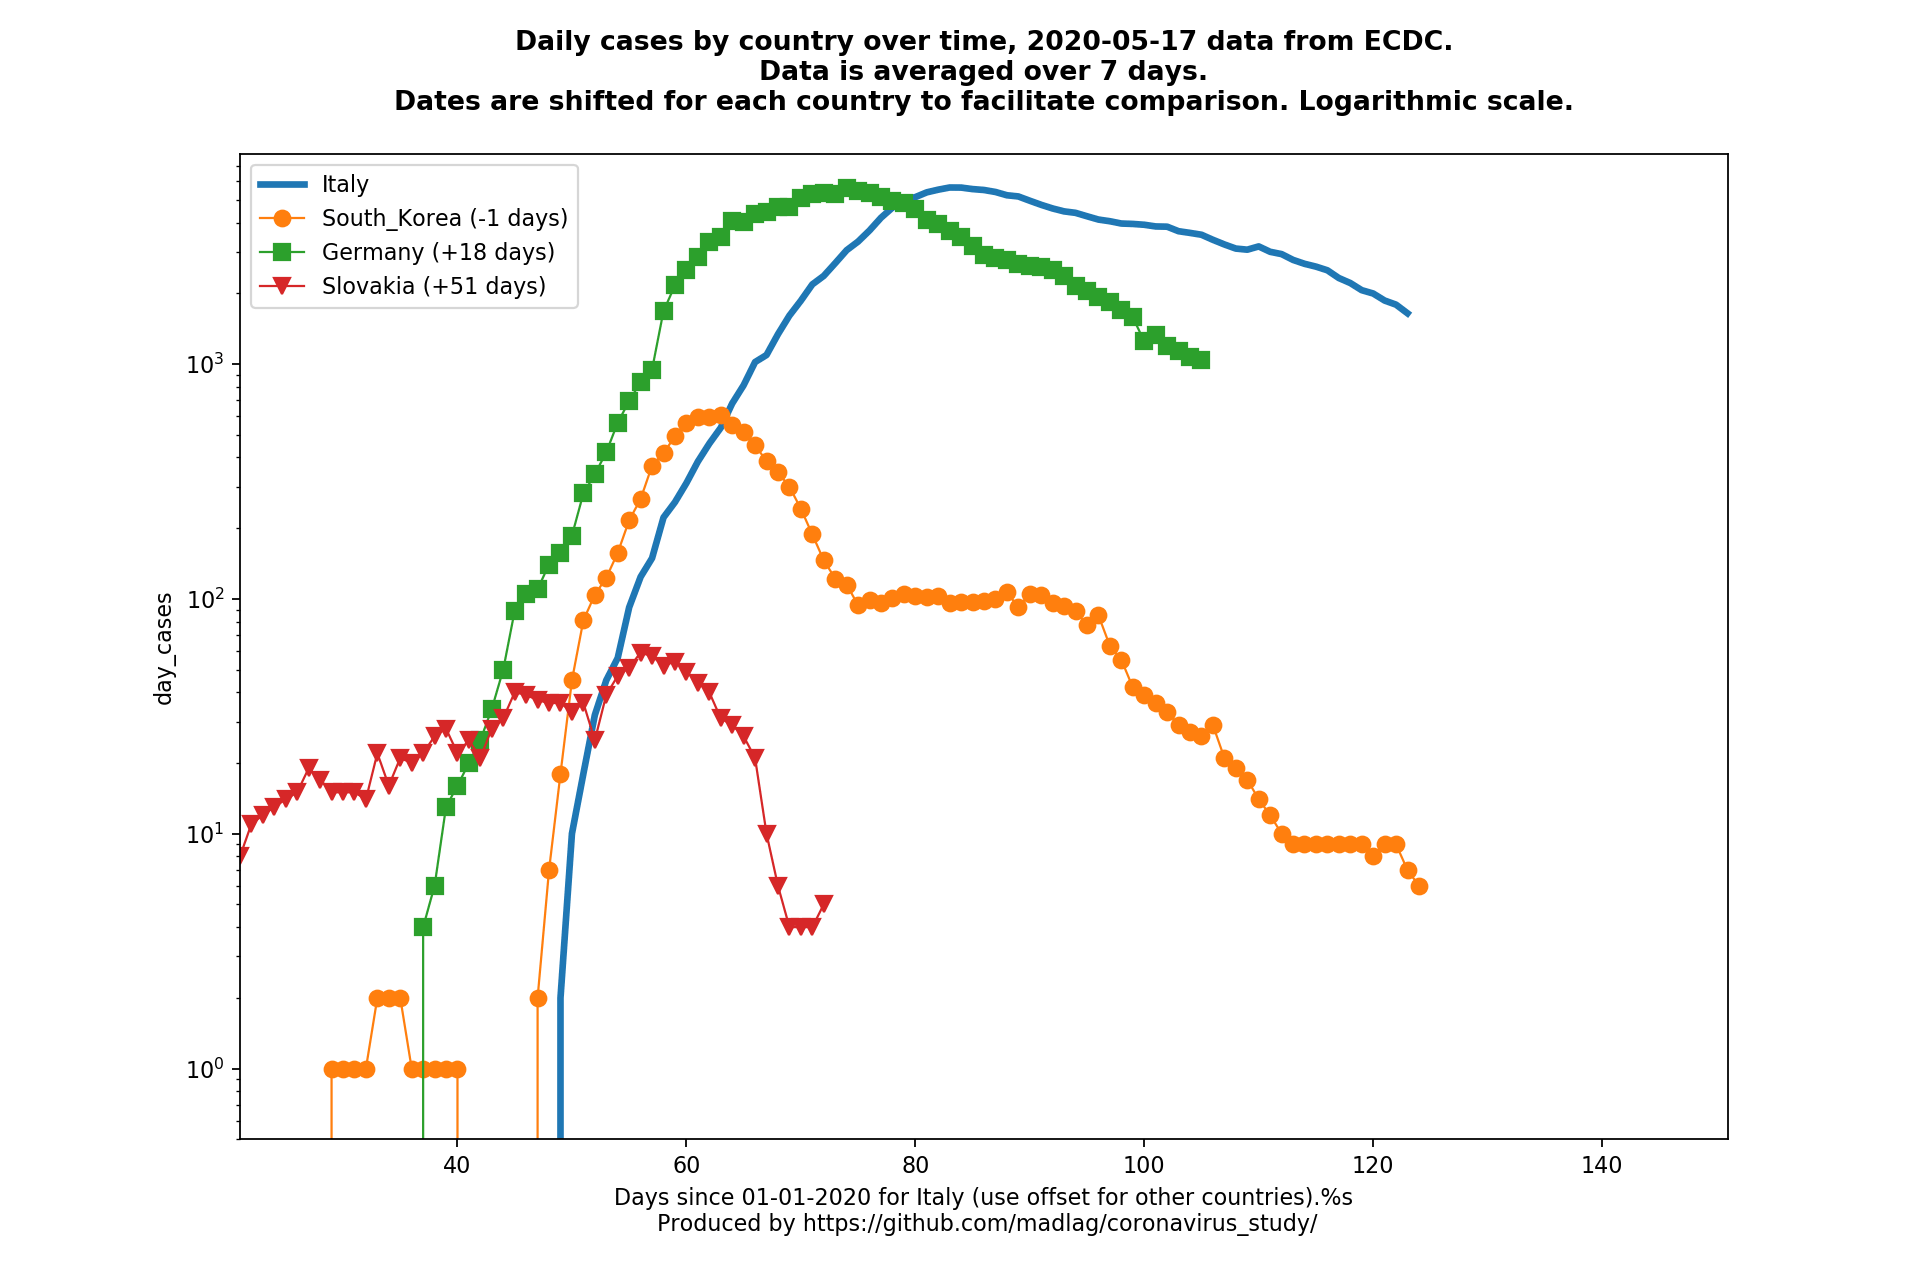 Daily cases by country over time, 2020-05-17 data from ECDC.
Data is averaged over 7 days.
Dates are shifted for each country to facilitate comparison. Logarithmic scale.
Italy
South_Korea (-1 days)
Germany (+18 days)
Slovakia (+51 days)
10³
10²
10¹
10⁰
day_cases
40 60 80 100 120 140
Days since 01-01-2020 for Italy (use offset for other countries).%s
Produced by https://github.com/madlag/coronavirus_study/